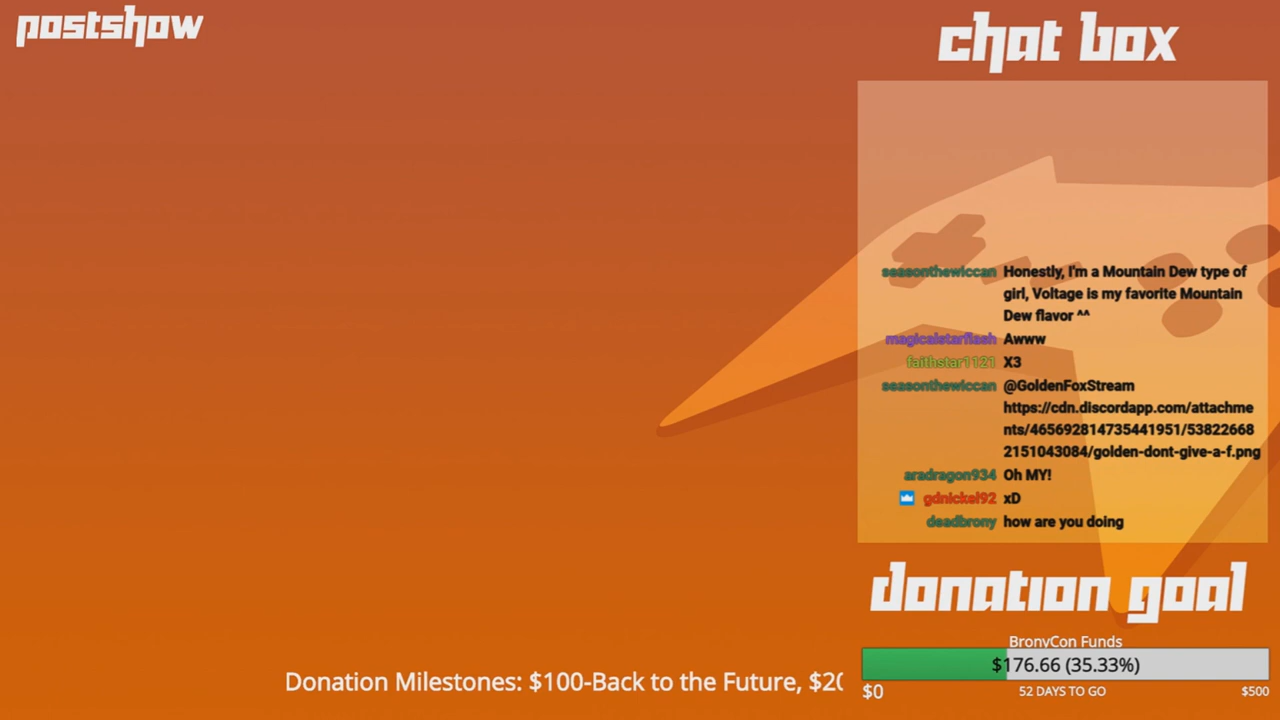 postshow
chat box
seasonthewiccan Honestly, I'm a Mountain Dew type of
girl, Voltage is my favorite Mountain
Dew flavor ^^
magicalstarflash Awww
faithstar1121 X3
seasonthewiccan @GoldenFoxStream
https://cdn.discordapp.com/attachme
nts/465692814735441951/53822668
2151043084/golden-dont-give-a-f.png
aradragon934 Oh MY!
gdnickel92 xD
deadbrony how are you doing
donation goal
BronyCon Funds
$176.66 (35.33%)
Donation Milestones: $100-Back to the Future, $20
$0 52 DAYS TO GO $500